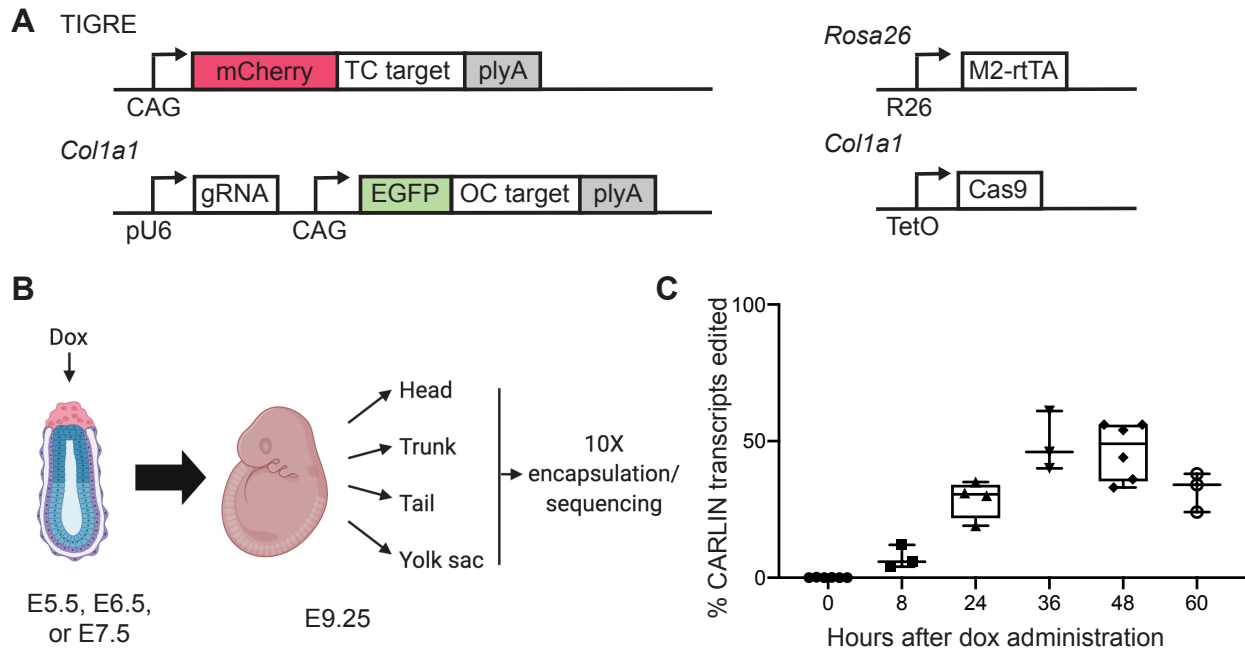 A
TIGRE
mCherry TC target plyA
CAG
Col1a1
gRNA EGFP OC target plyA
pU6 CAG
Rosa26
M2-rtTA
R26
Col1a1
Cas9
TetO
B
Dox
E5.5, E6.5,
or E7.5
E9.25
Head
Trunk
Tail
Yolk sac
10X
encapsulation/
sequencing
C
% CARLIN transcripts edited
100
50
0
0 8 24 36 48 60
Hours after dox administration